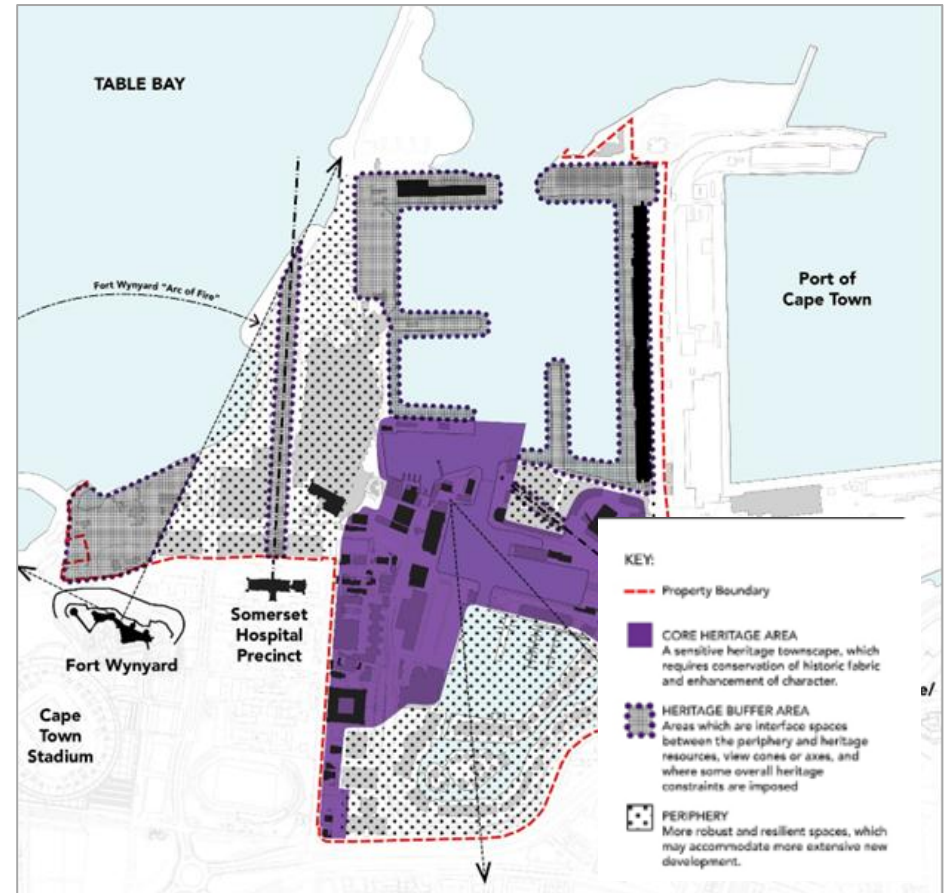 TABLE BAY
Fort Wynyard "Arc of Fire"
Port of
Cape Town
Somerset
Hospital
Precinct
Fort Wynyard
Cape
Town
Stadium
KEY:
Property Boundary
CORE HERITAGE AREA
A sensitive heritage townscape, which
requires conservation of historic fabric
and enhancement of character.
HERITAGE BUFFER AREA
Areas which are interface spaces
between the periphery and heritage
resources, view cones or axes, and
where some overall heritage
constraints are imposed
PERIPHERY
More robust and resilient spaces, which
may accommodate more extensive new
development.
e/